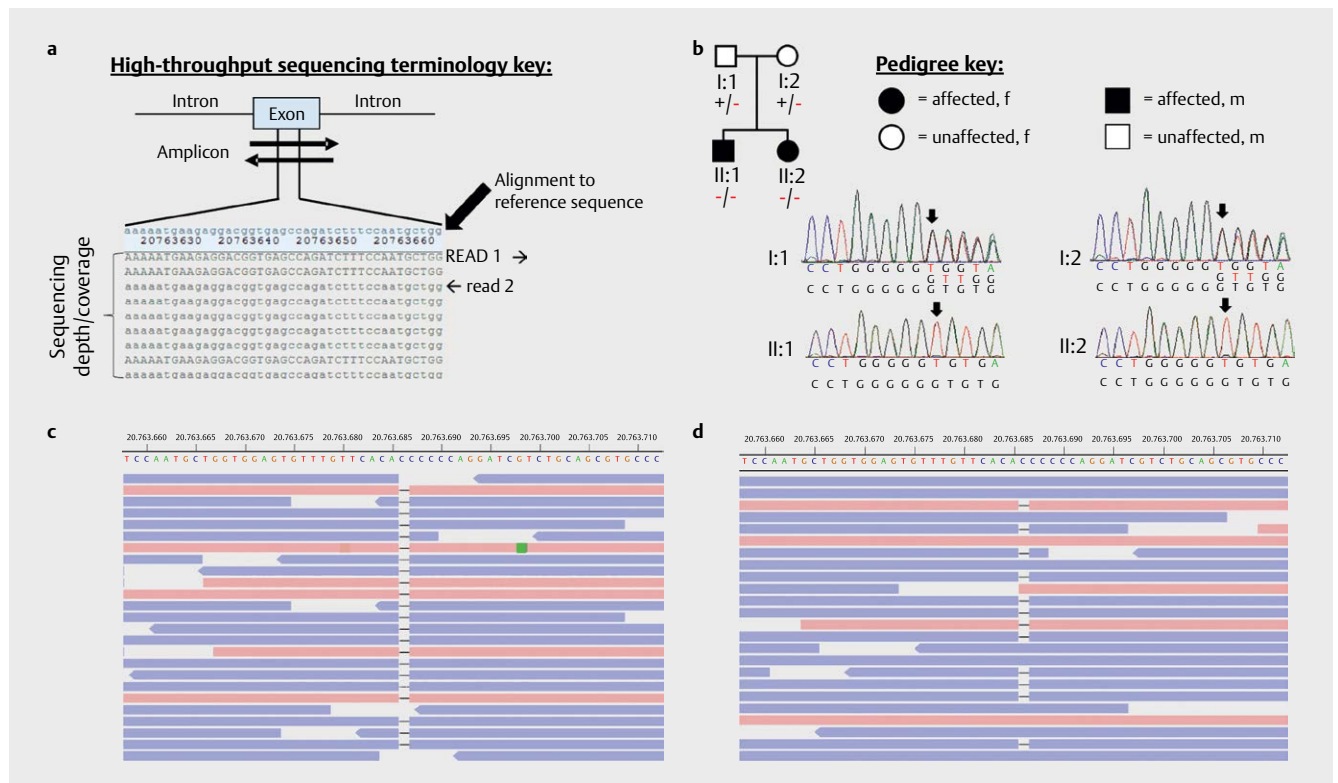 a
High-throughput sequencing terminology key:
Intron
Exon
Intron
Amplicon
Alignment to
reference sequence
aaaaatgaagaggacggtgagccagatctttccaatgctgg
20763630 20763640 20763650 20763660
AAAAATGAAGAGGACGGTGAGCCAGATCTTTCCAATGCTGG READ 1 →
AAAAATGAAGAGGACGGTGAGCCAGATCTTTCCAATGCTGG
aaaaatgaagaggacggtgagccagatctttccaatgctgg ← read 2
aaaaatgaagaggacggtgagccagatctttccaatgctgg
aaaaatgaagaggacggtgagccagatctttccaatgctgg
aaaaatgaagaggacggtgagccagatctttccaatgctgg
aaaaatgaagaggacggtgagccagatctttccaatgctgg
AAAAATGAAGAGGACGGTGAGCCAGATCTTTCCAATGCTGG
aaaaatgaagaggacggtgagccagatctttccaatgctgg
Sequencing
depth/coverage
b
I:1
+/-
I:2
+/-
II:1
-/-
II:2
-/-
Pedigree key:
= affected, f
= affected, m
= unaffected, f
= unaffected, m
I:1
C C T G G G G G T G G T A
G T T G G
C C T G G G G G G T G T G
I:2
C C T G G G G G T G G T A
G T T G G
C C T G G G G G G T G T G
II:1
C C T G G G G G T G T G A
C C T G G G G G G T G T G
II:2
C C T G G G G G T G T G A
C C T G G G G G G T G T G
c
20.763.660 20.763.665 20.763.670 20.763.675 20.763.680 20.763.685 20.763.690 20.763.695 20.763.700 20.763.705 20.763.710
T C C A A T G C T G G T G G A G T G T T T G T T C A C A C C C C C C A G G A T C G T C T G C A G C G T G C C C
d
20.763.660 20.763.665 20.763.670 20.763.675 20.763.680 20.763.685 20.763.690 20.763.695 20.763.700 20.763.705 20.763.710
T C C A A T G C T G G T G G A G T G T T T G T T C A C A C C C C C C A G G A T C G T C T G C A G C G T G C C C